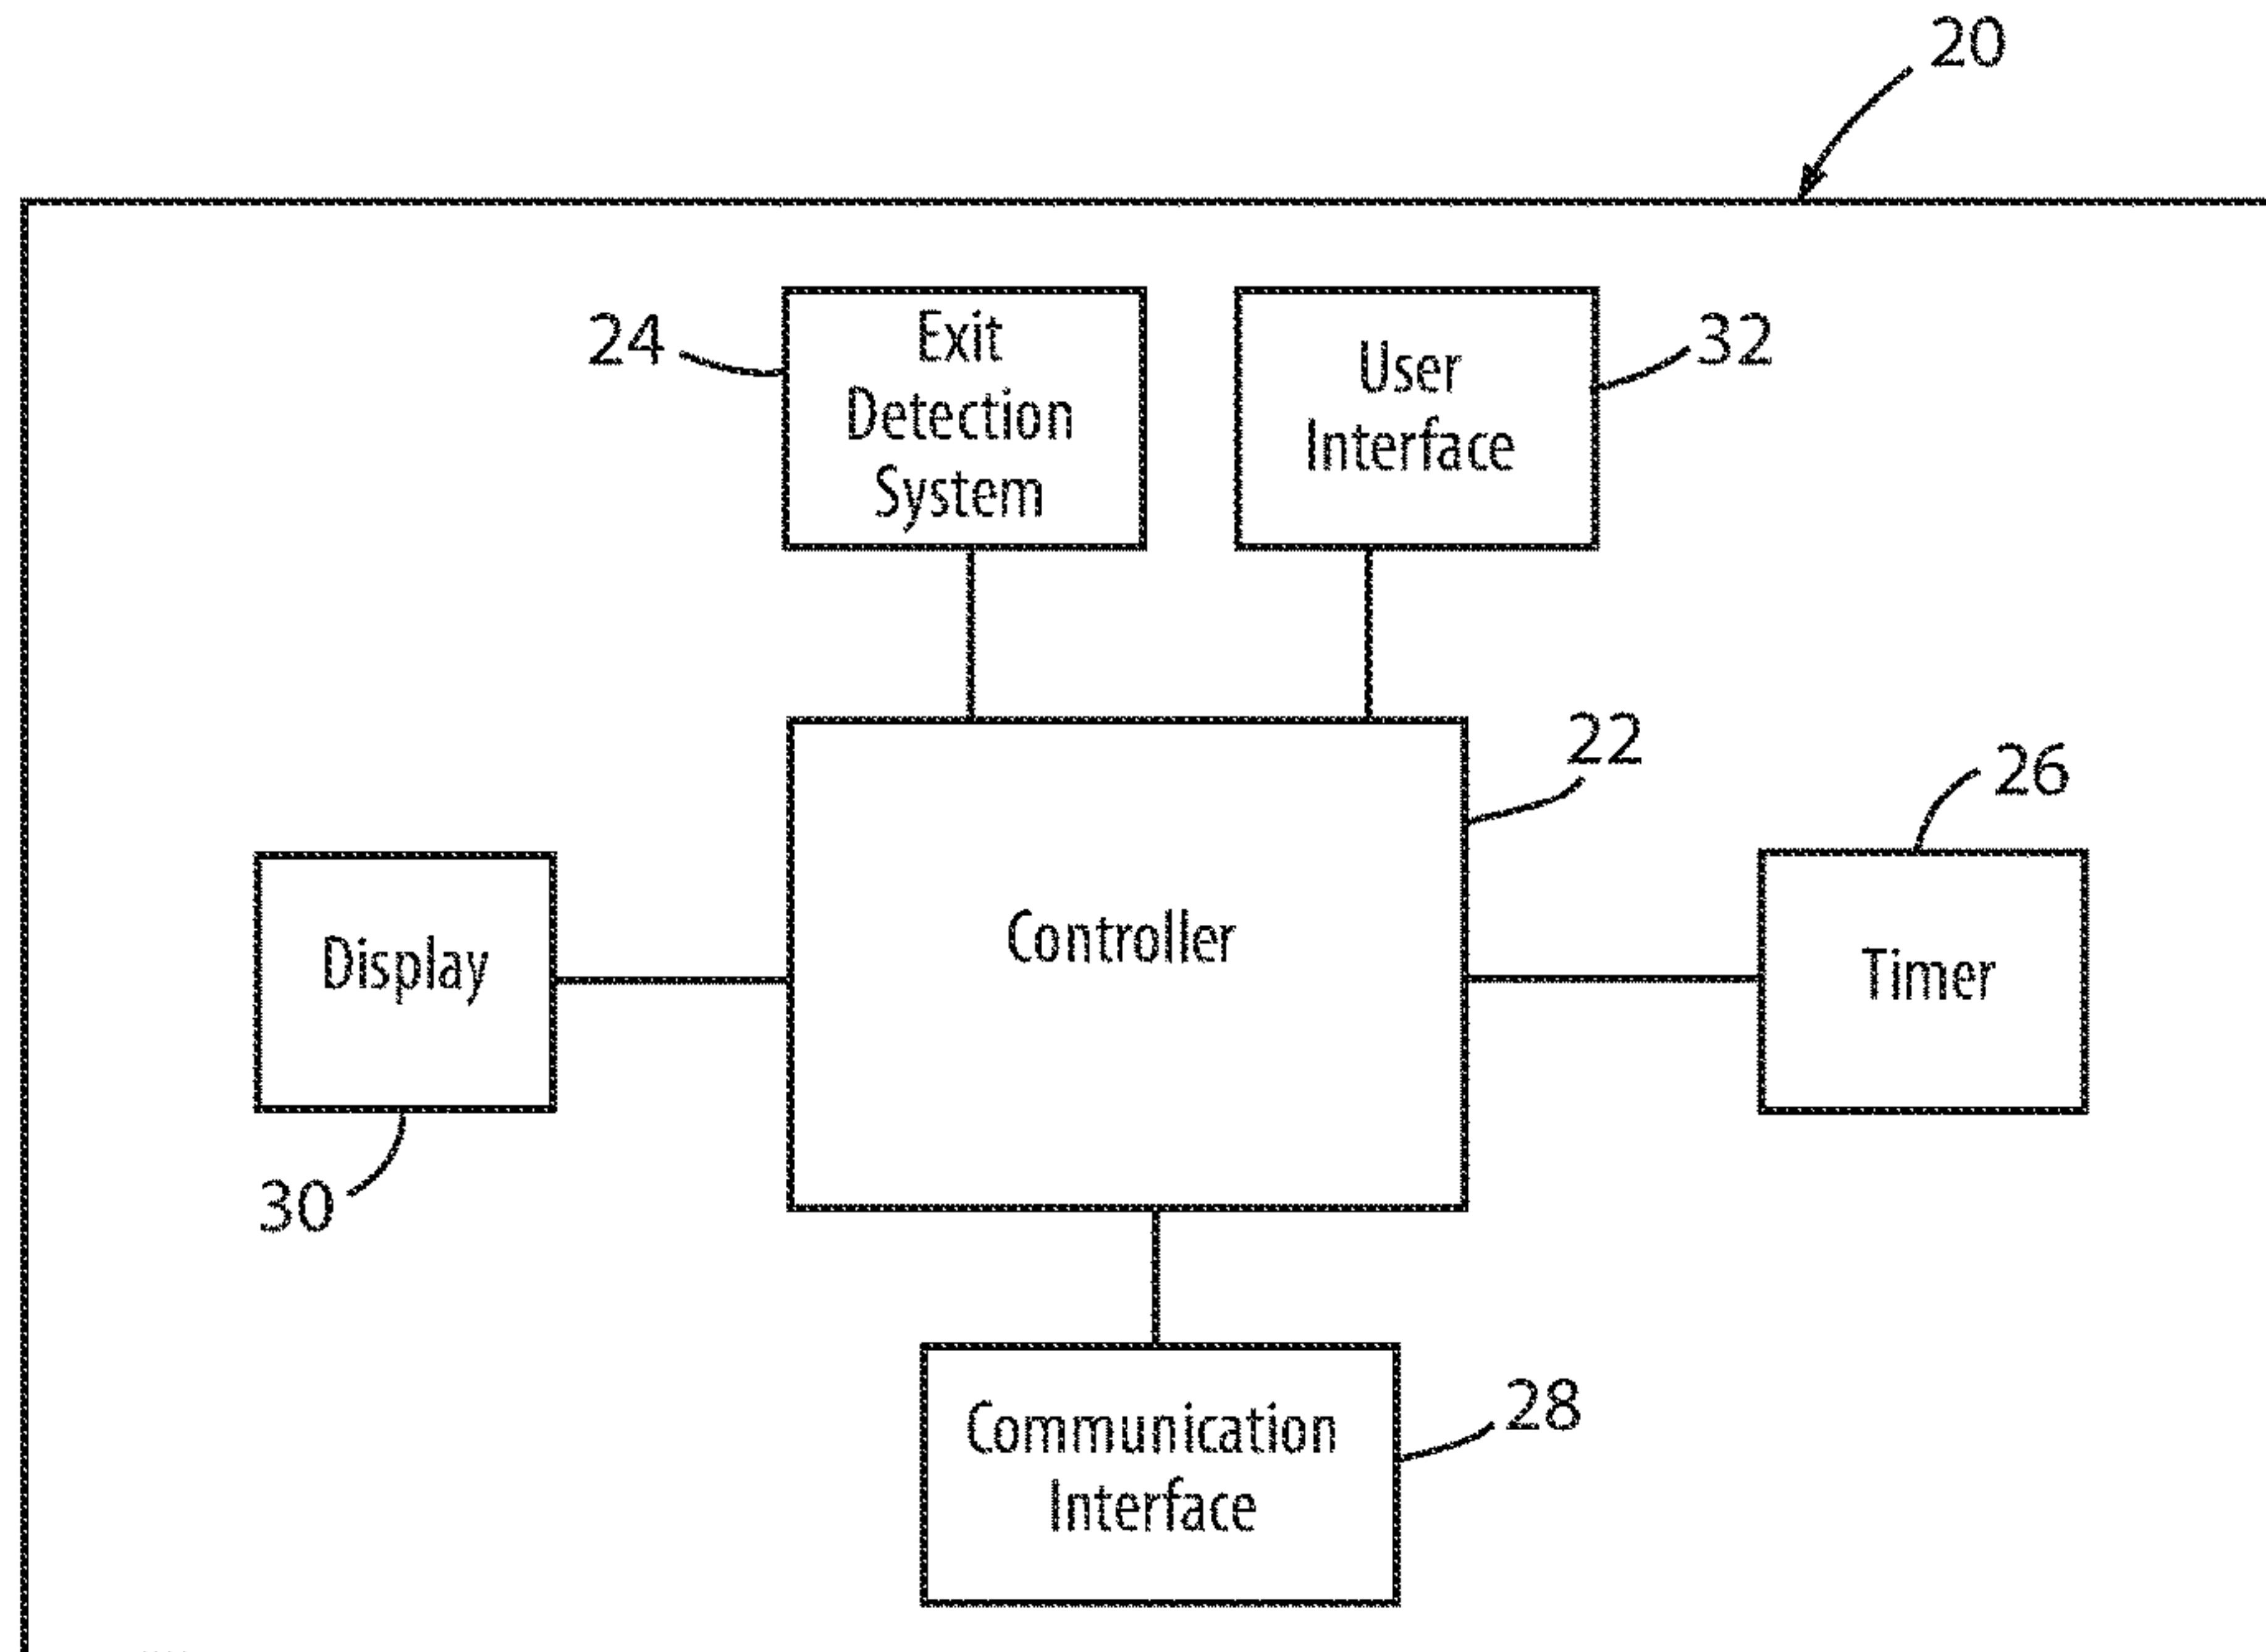 20
24
Exit
Detection
System
User
Interface
32
22
26
Display
Controller
Timer
30
Communication
Interface
28